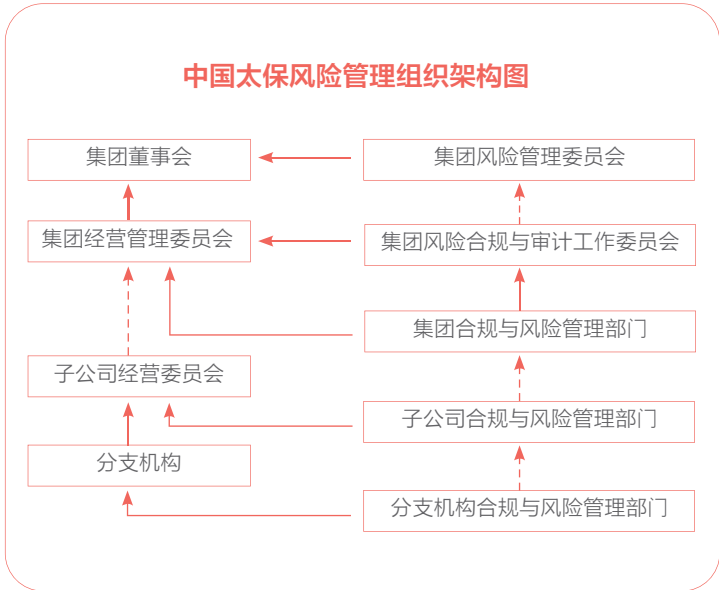 中国太保风险管理组织架构图
集团董事会
集团风险管理委员会
集团经营管理委员会
集团风险合规与审计工作委员会
集团合规与风险管理部门
子公司经营委员会
子公司合规与风险管理部门
分支机构
分支机构合规与风险管理部门